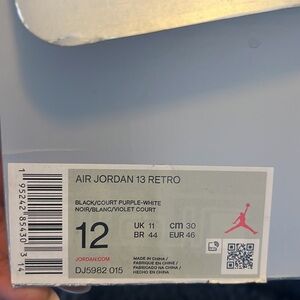 AIR JORDAN 13 RETRO
BLACK/COURT PURPLE-WHITE
NOIR/BLANC/VIOLET COURT
12
UK 11 cm 30
BR 44 EUR 46
JORDAN.COM
DJ5982 015
MADE IN CHINA /
FABRIQUÉ EN CHINE /
FABRICADO NA CHINA /
HECHO EN CHINA
1 95242 85430 3 14